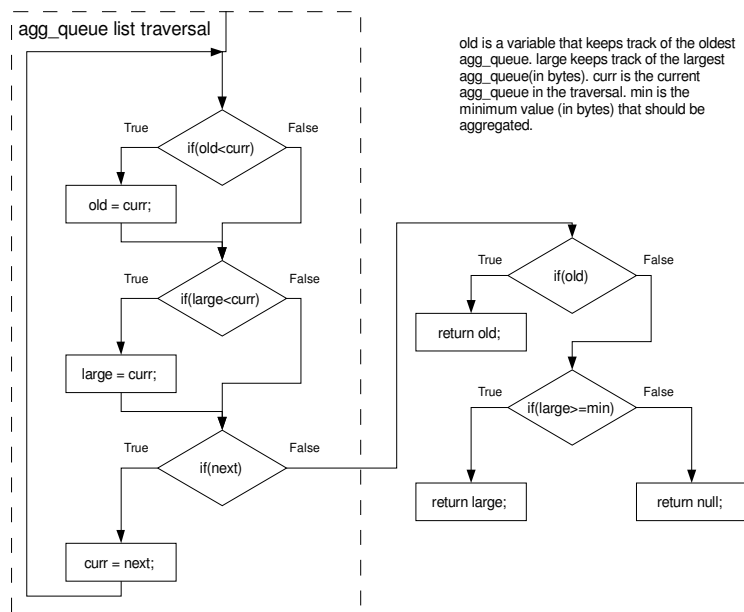 agg_queue list traversal
old is a variable that keeps track of the oldest
agg_queue. large keeps track of the largest
agg_queue(in bytes). curr is the current
agg_queue in the traversal. min is the
minimum value (in bytes) that should be
aggregated.
True
False
if(old<curr)
old = curr;
True
False
if(large<curr)
large = curr;
True
False
if(next)
curr = next;
True
False
if(old)
return old;
True
False
if(large>=min)
return large;
return null;